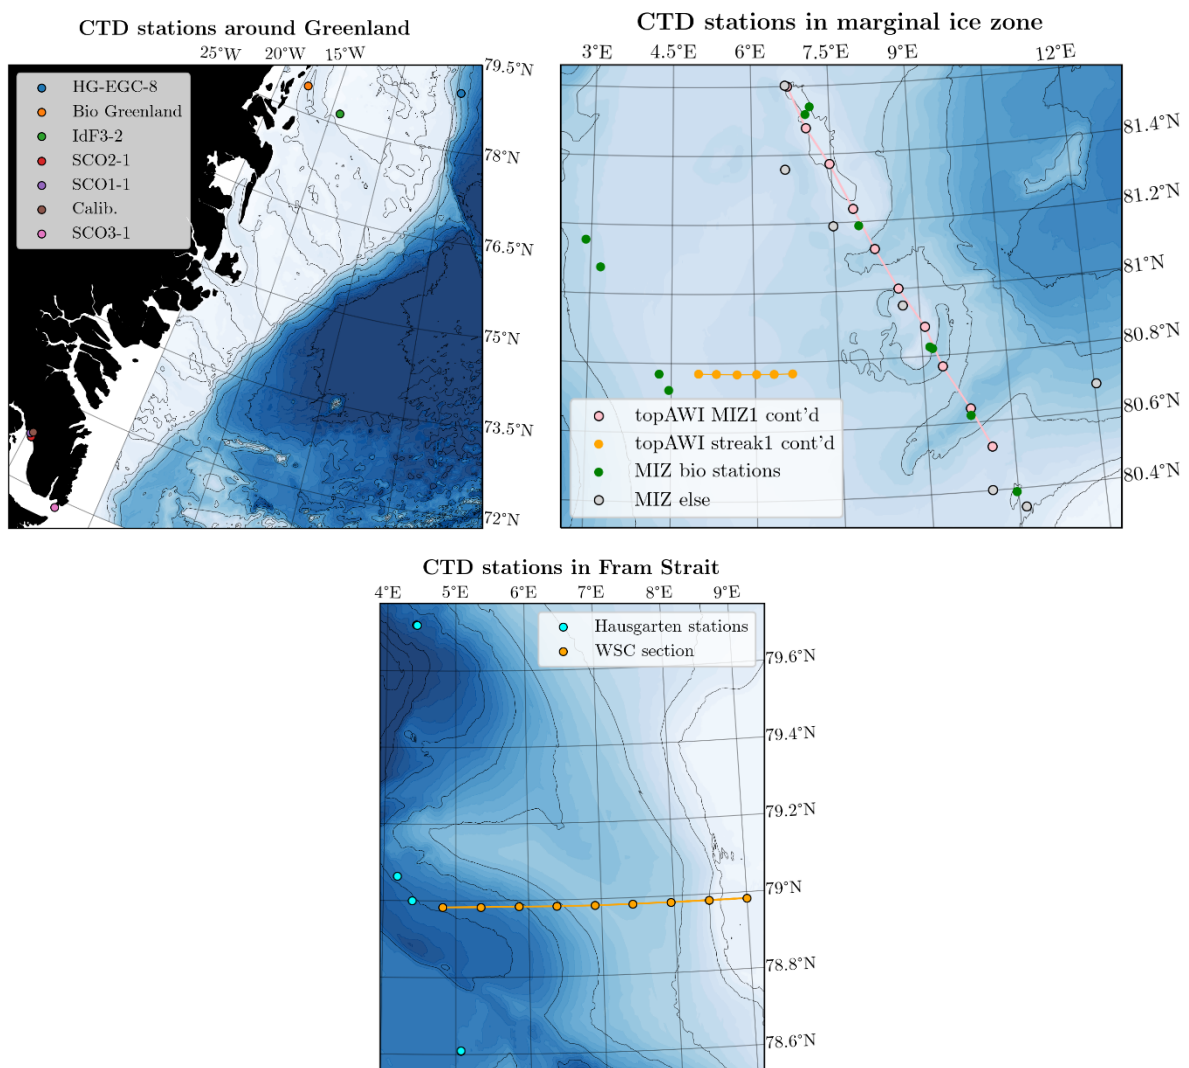 CTD stations around Greenland
25°W 20°W 15°W
HG-EGC-8
Bio Greenland
IdF3-2
SCO2-1
SCO1-1
Calib.
SCO3-1
79.5°N
78°N
76.5°N
75°N
73.5°N
72°N
CTD stations in marginal ice zone
3°E 4.5°E 6°E 7.5°E 9°E 12°E
81.4°N
81.2°N
81°N
80.8°N
80.6°N
80.4°N
topAWI MIZ1 cont'd
topAWI streak1 cont'd
MIZ bio stations
MIZ else
CTD stations in Fram Strait
4°E 5°E 6°E 7°E 8°E 9°E
Hausgarten stations
WSC section
79.6°N
79.4°N
79.2°N
79°N
78.8°N
78.6°N